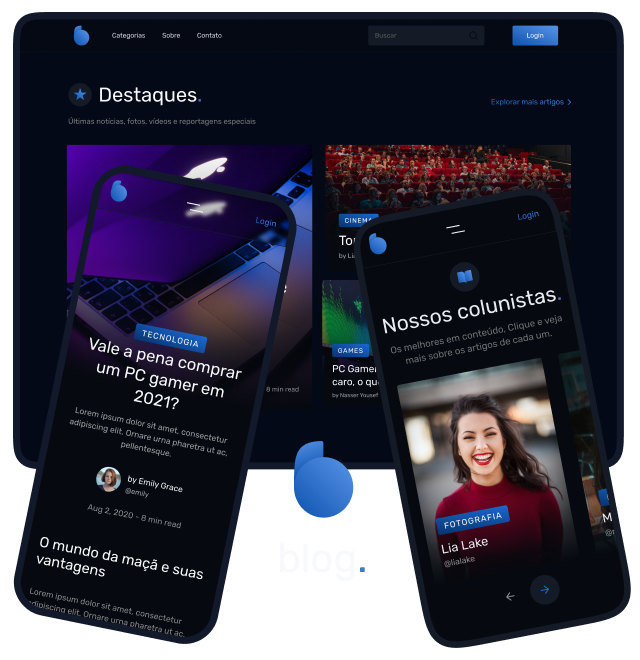 Categorias
Sobre
Contato
Buscar
Login
Destaques.
Últimas notícias, fotos, vídeos e reportagens especiais
Explorar mais artigos
CINEMA
by Lia
GAMES
PC Gamer
caro, o que
by Nasser Yousef
8 min read
Login
TECNOLOGIA
Vale a pena comprar
um PC gamer em
2021?
Lorem ipsum dolor sit amet, consectetur
adipiscing elit. Ornare urna pharetra ut ac,
pellentesque.
by Emily Grace
@emily
Aug 2, 2020 - 8 min read
O mundo da maçã e suas
vantagens
Lorem ipsum dolor sit amet, consectetur
adipiscing elit. Ornare urna pharetra ut ac,
Login
Nossos colunistas.
Os melhores em conteúdo. Clique e veja
mais sobre os artigos de cada um.
FOTOGRAFIA
Lia Lake
@lialake
blog.